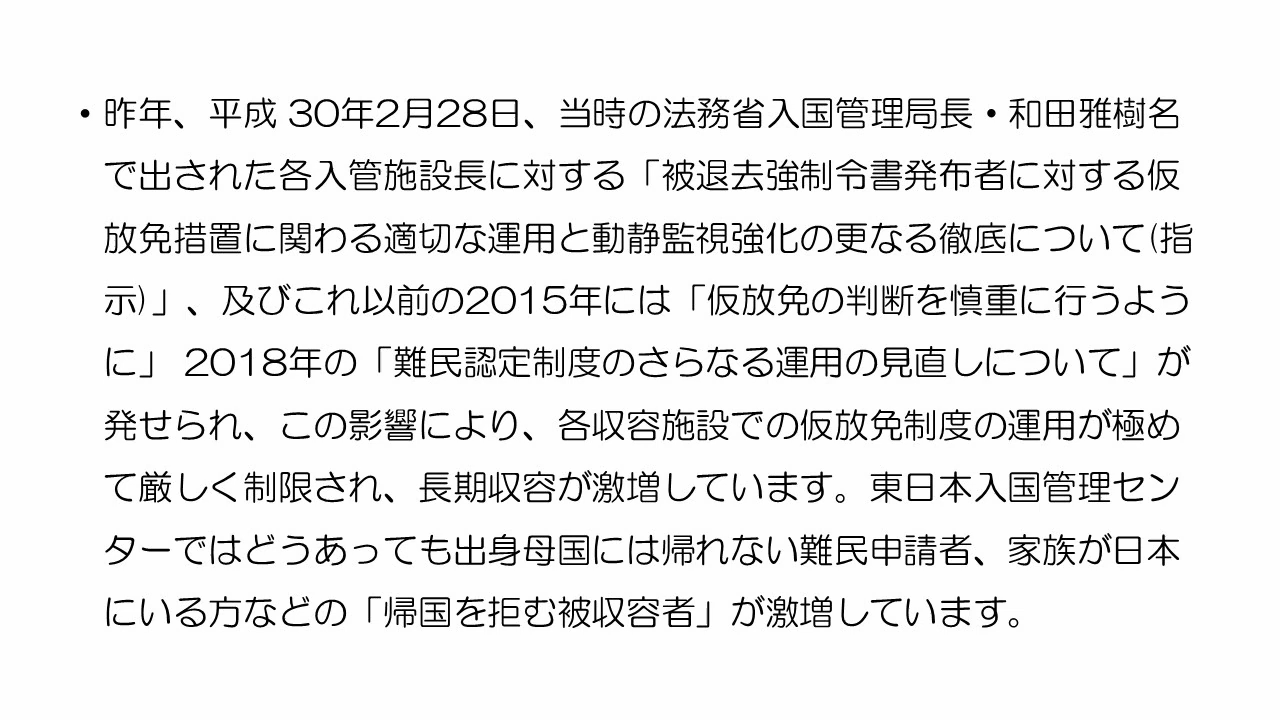 ・昨年、平成 30年2月28日、当時の法務省入国管理局長・和田雅樹名
で出された各入管施設長に対する「被退去強制令書発布者に対する仮
放免措置に関わる適切な運用と動静監視強化の更なる徹底について(指
示)」、及びこれ以前の2015年には「仮放免の判断を慎重に行うよう
に」 2018年の「難民認定制度のさらなる運用の見直しについて」が
発せられ、この影響により、各収容施設での仮放免制度の運用が極め
て厳しく制限され、長期収容が激増しています。東日本入国管理セン
ターではどうあっても出身母国には帰れない難民申請者、家族が日本
にいる方などの「帰国を拒む被収容者」が激増しています。